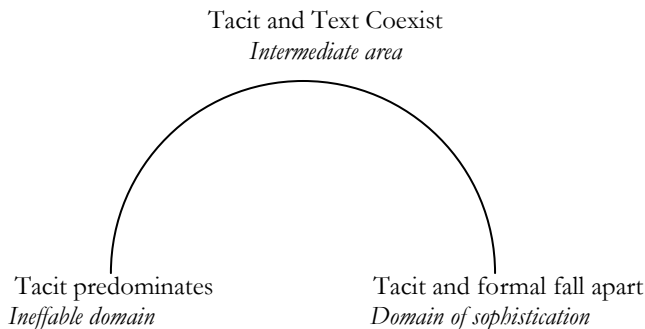 Tacit and Text Coexist
Intermediate area
Tacit predominates
Ineffable domain
Tacit and formal fall apart
Domain of sophistication